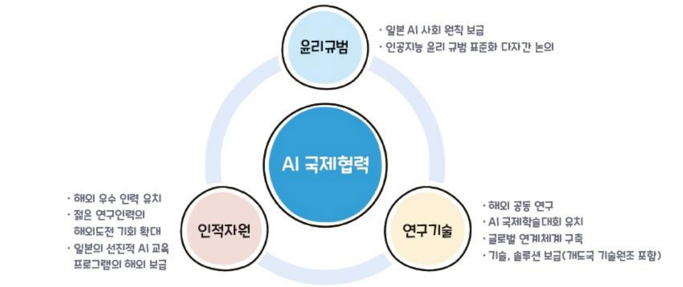 윤리규범
· 일본 AI 사회 원칙 보급
· 인공지능 윤리 규범 표준화 다자간 논의
AI 국제협력
· 해외 우수 인력 유치
· 젊은 연구인력의
해외도전 기회 확대
· 일본의 선진적 AI 교육
프로그램의 해외 보급
인적자원
연구기술
· 해외 공동 연구
· AI 국제학술대회 유치
· 글로벌 연계체계 구축
· 기술, 솔루션 보급(개도국 기술원조 포함)